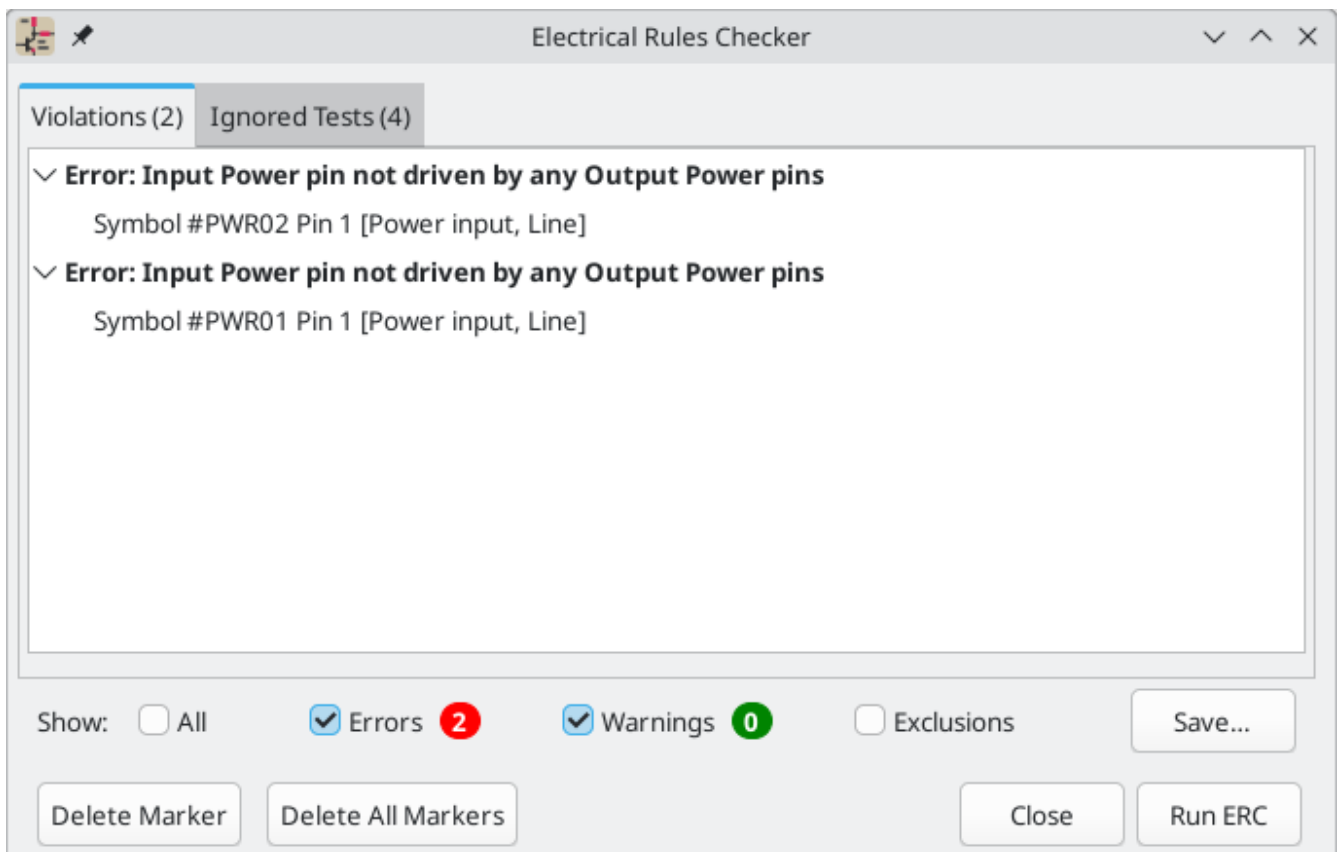 Electrical Rules Checker
Violations (2) Ignored Tests (4)
Error: Input Power pin not driven by any Output Power pins
Symbol #PWR02 Pin 1 [Power input, Line]
Error: Input Power pin not driven by any Output Power pins
Symbol #PWR01 Pin 1 [Power input, Line]
Show: All Errors 2 Warnings 0 Exclusions Save...
Delete Marker Delete All Markers Close Run ERC